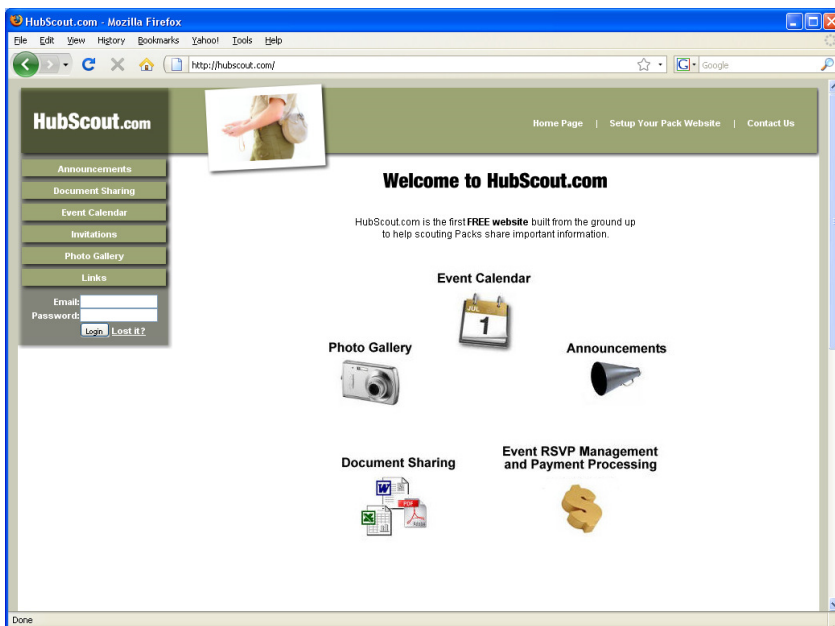 HubScout.com - Mozilla Firefox
File Edit View History Bookmarks Yahoo! Tools Help
http://hubscout.com/
G Google
HubScout.com
Home Page | Setup Your Pack Website | Contact Us
Announcements
Document Sharing
Event Calendar
Invitations
Photo Gallery
Links
Email:
Password:
Login Lost it?
Welcome to HubScout.com
HubScout.com is the first FREE website built from the ground up
to help scouting Packs share important information.
Event Calendar
JUL
1
Photo Gallery
Announcements
Document Sharing
Event RSVP Management
and Payment Processing
W
PDF
X
$
Done